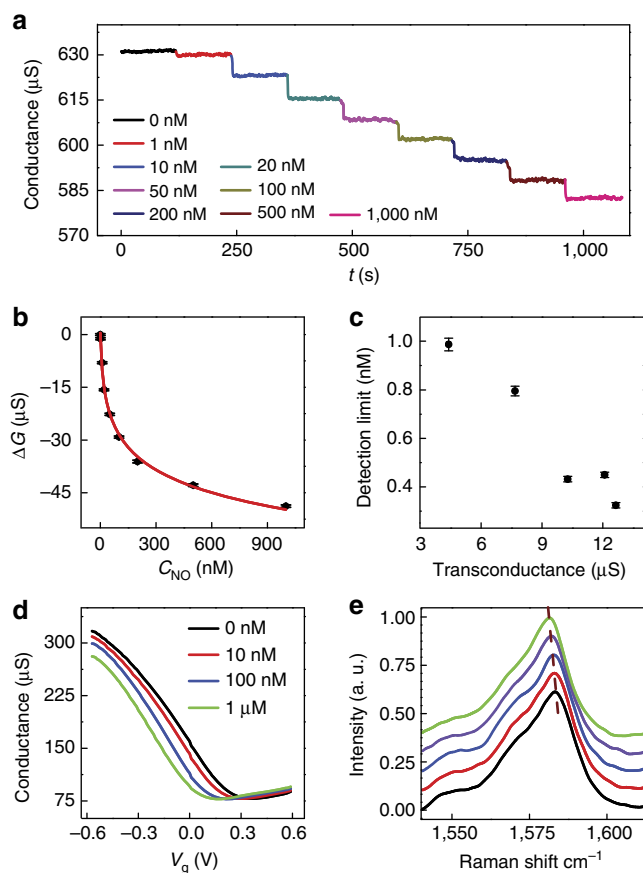 a
Conductance (μS)
630
615
600
585
570
0 nM
1 nM
10 nM
20 nM
50 nM
100 nM
200 nM
500 nM
1,000 nM
0
250
500
750
1,000
t (s)
b
ΔG (μS)
0
–15
–30
–45
0
300
600
900
C_NO (nM)
c
Detection limit (nM)
1.0
0.8
0.6
0.4
3
6
9
12
Transconductance (μS)
d
Conductance (μS)
300
225
150
75
0 nM
10 nM
100 nM
1 μM
–0.6
–0.3
0.0
0.3
0.6
V_g (V)
e
Intensity (a. u.)
1.00
0.75
0.50
0.25
0.00
1,550
1,575
1,600
Raman shift cm⁻¹